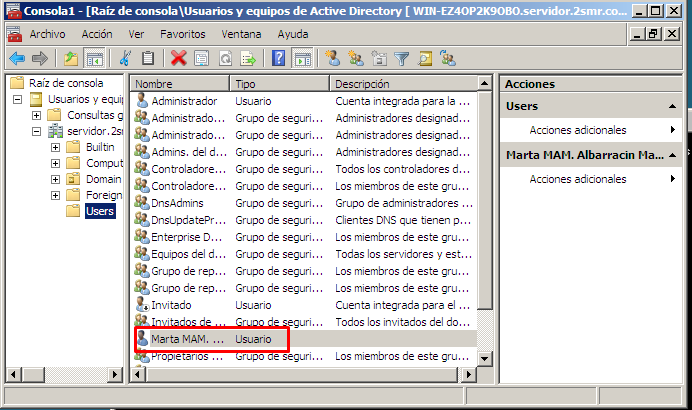 Consola1 - [Raíz de consola\Usuarios y equipos de Active Directory [ WIN-EZ4OP2K9OBO.servidor.2smr.co...
Archivo Acción Ver Favoritos Ventana Ayuda
Raíz de consola
Usuarios y equip
Consultas g
servidor.2sm
Builtin
Comput
Domain
Foreign
Users
Nombre Tipo Descripción
Administrador Usuario Cuenta integrada para la ...
Administrado... Grupo de seguri... Administradores designad...
Administrado... Grupo de seguri... Administradores designad...
Admins. del d... Grupo de seguri... Administradores designad...
Controladore... Grupo de seguri... Todos los controladores d...
Controladore... Grupo de seguri... Los miembros de este gru...
DnsAdmins Grupo de seguri... Grupo de administradores ...
DnsUpdatePr... Grupo de seguri... Clientes DNS que tienen p...
Enterprise D... Grupo de seguri... Los miembros de este gru...
Equipos del d... Grupo de seguri... Todas los servidores y est...
Grupo de rep... Grupo de seguri... Los miembros de este gru...
Grupo de rep... Grupo de seguri... Los miembros de este gru...
Invitado Usuario Cuenta integrada para el ...
Invitados de ... Grupo de seguri... Todos los invitados del do...
Marta MAM. ... Usuario
Propietarios ... Grupo de seguri... Los miembros de este gru...
Acciones
Users
Acciones adicionales
Marta MAM. Albarracin Ma...
Acciones adicionales